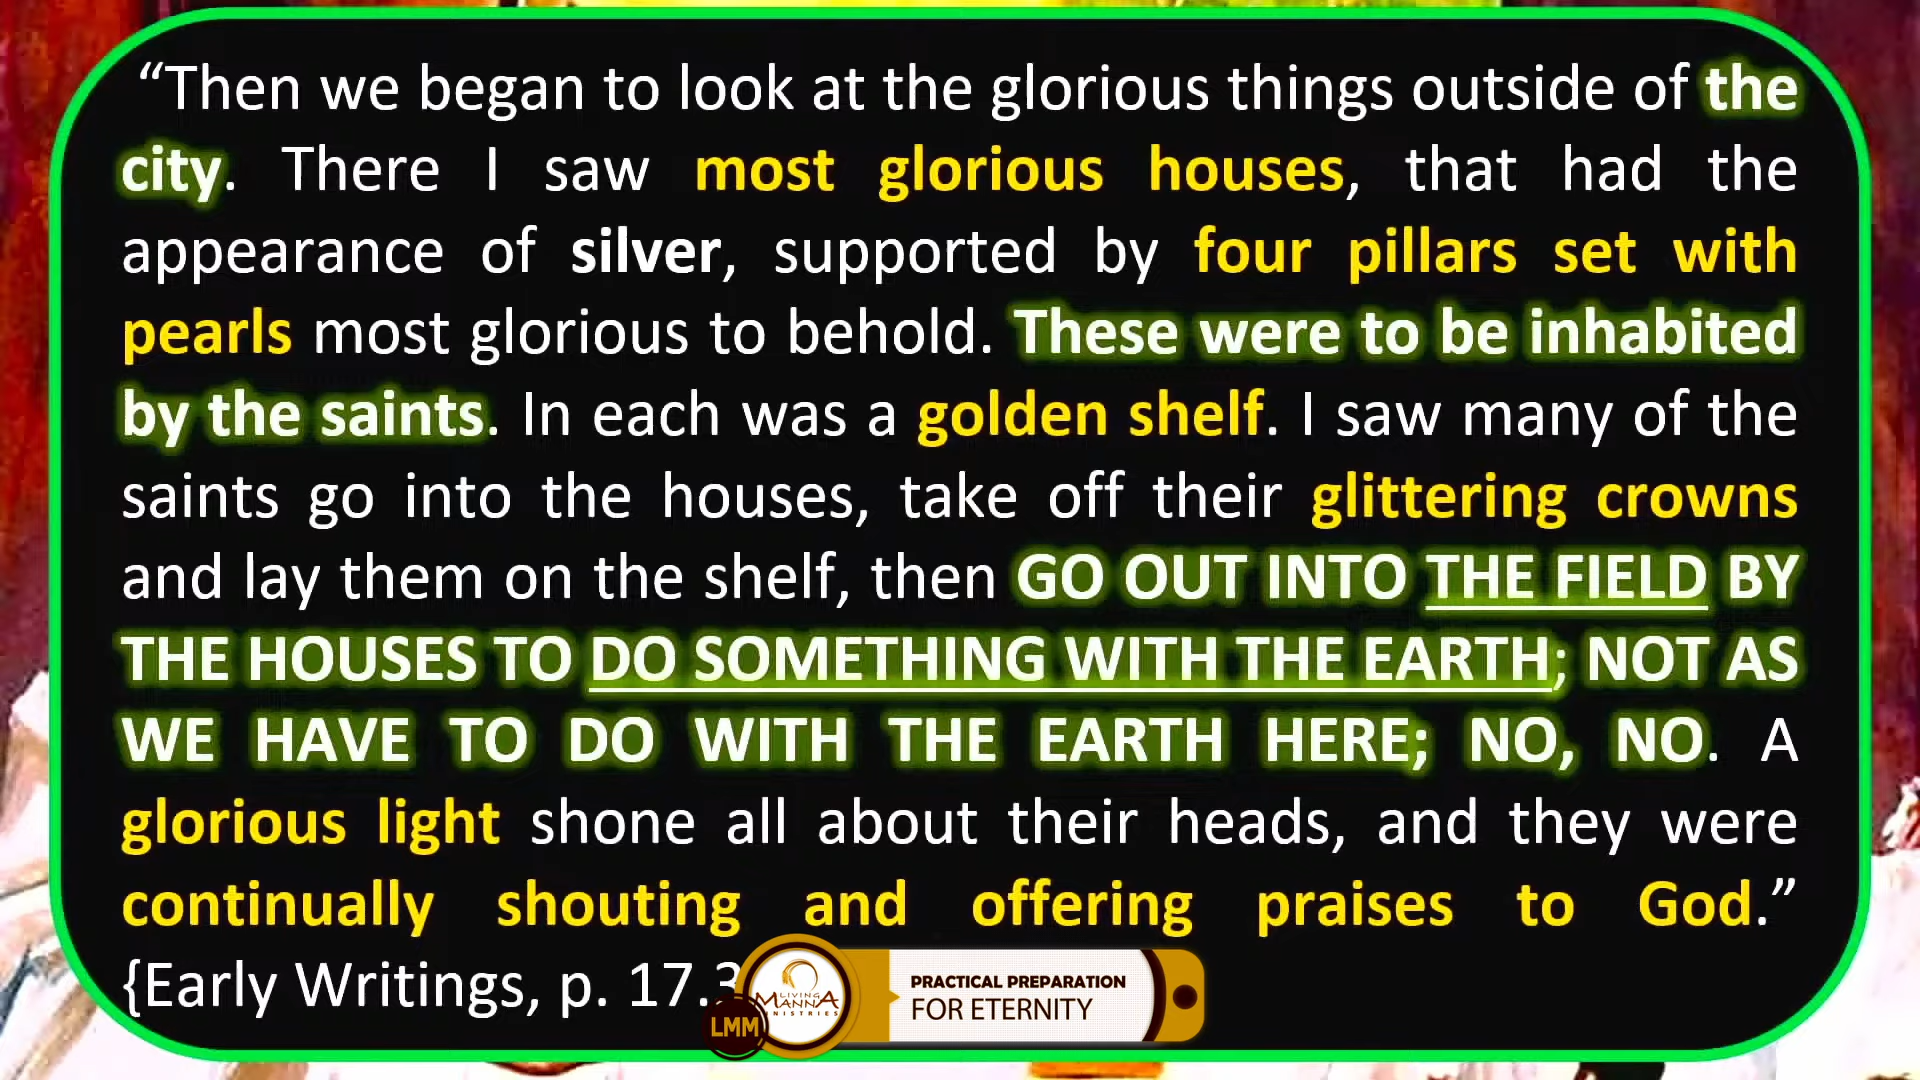 “Then we began to look at the glorious things outside of the
city. There I saw most glorious houses, that had the
appearance of silver, supported by four pillars set with
pearls most glorious to behold. These were to be inhabited
by the saints. In each was a golden shelf. I saw many of the
saints go into the houses, take off their glittering crowns
and lay them on the shelf, then GO OUT INTO THE FIELD BY
THE HOUSES TO DO SOMETHING WITH THE EARTH; NOT AS
WE HAVE TO DO WITH THE EARTH HERE; NO, NO. A
glorious light shone all about their heads, and they were
continually shouting and offering praises to God.”
{Early Writings, p. 17.3
LIVING
MANNA
MINISTRIES
LMM
PRACTICAL PREPARATION
FOR ETERNITY